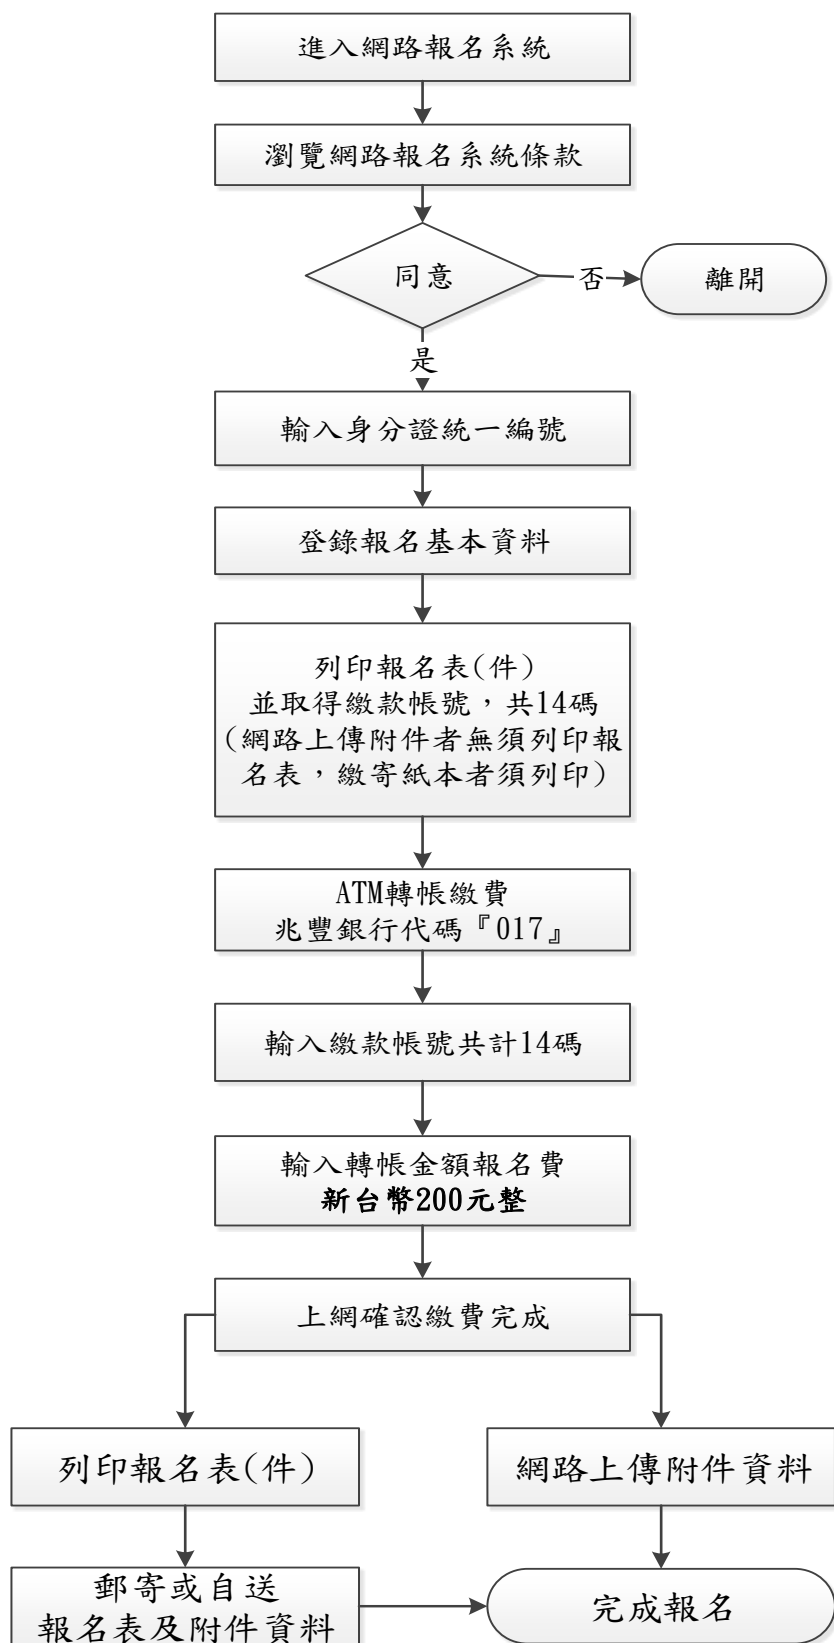 進入網路報名系統
瀏覽網路報名系統條款
同意
否
離開
是
輸入身分證統一編號
登錄報名基本資料
列印報名表(件)
並取得繳款帳號，共14碼
(網路上傳附件者無須列印報
名表，繳寄紙本者須列印)
ATM轉帳繳費
兆豐銀行代碼『017』
輸入繳款帳號共計14碼
輸入轉帳金額報名費
新台幣200元整
上網確認繳費完成
列印報名表(件)
網路上傳附件資料
郵寄或自送
報名表及附件資料
完成報名